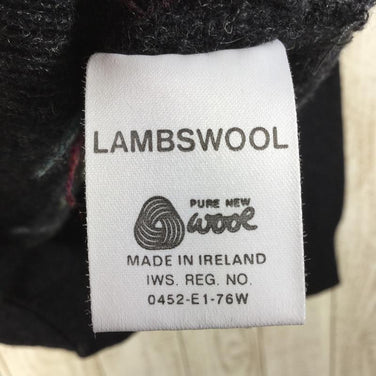 LAMBSWOOL
PURE NEW
wool
MADE IN IRELAND
IWS. REG. NO.
0452-E1-76W